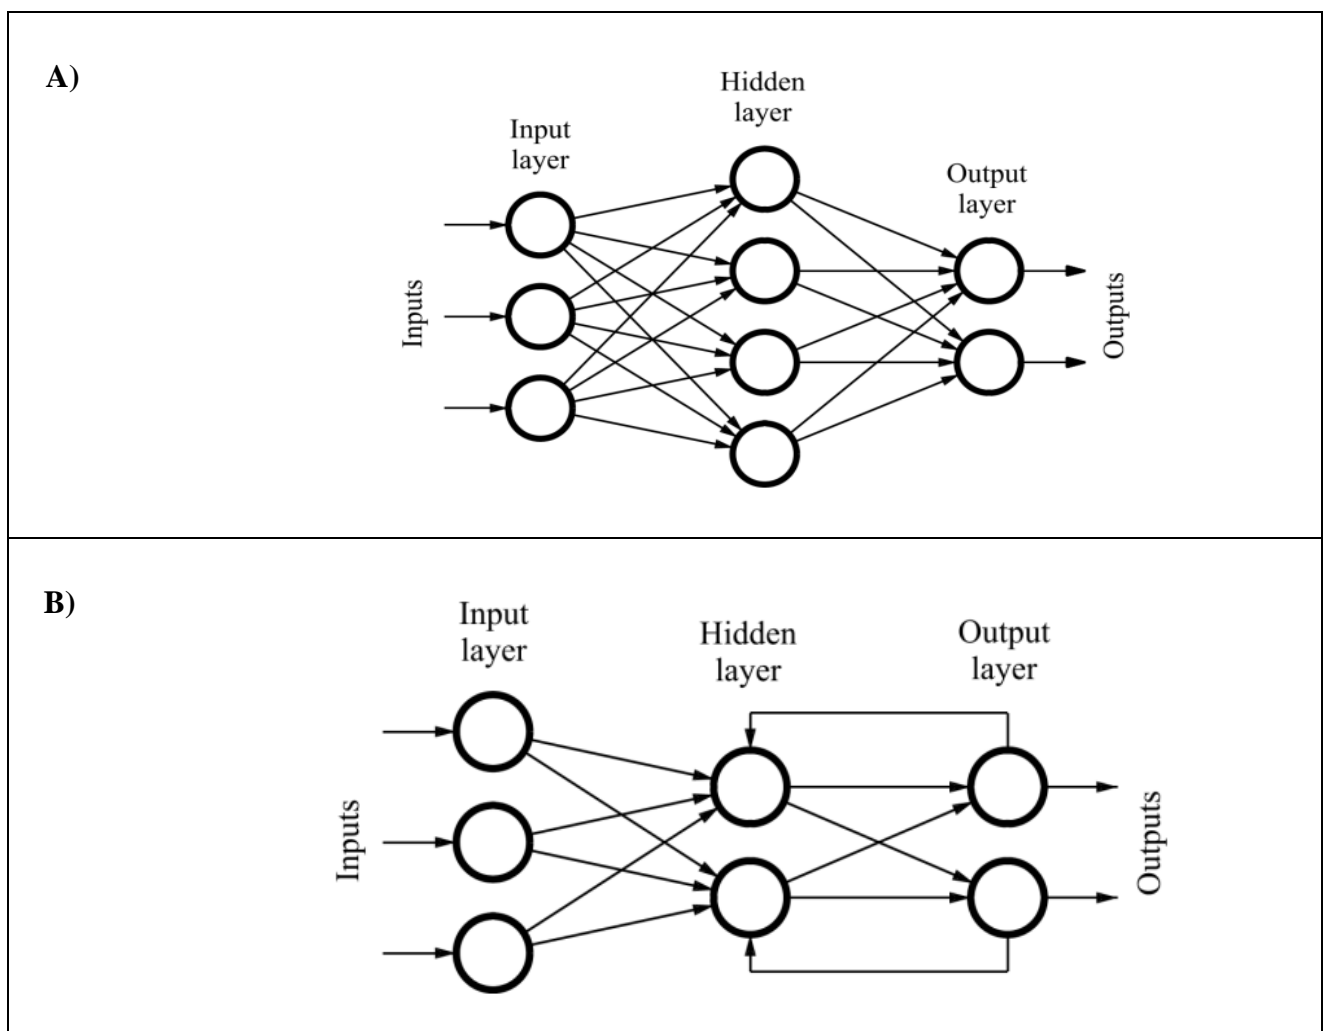 A)
Hidden
layer
Input
layer
Output
layer
Inputs
Outputs
B)
Input
layer
Hidden
layer
Output
layer
Inputs
Outputs